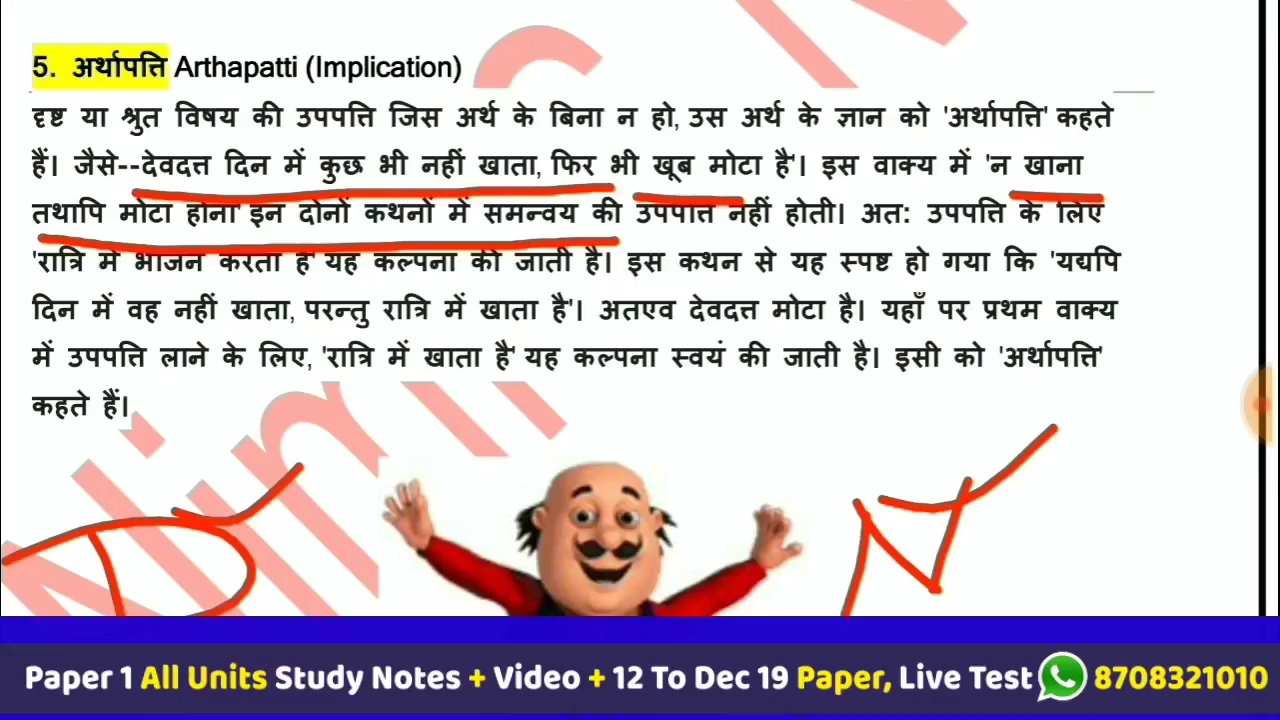 5. अर्थापत्ति Arthapatti (Implication)
दृष्ट या श्रुत विषय की उपपत्ति जिस अर्थ के बिना न हो, उस अर्थ के ज्ञान को 'अर्थापत्ति' कहते
हैं। जैसे--देवदत्त दिन में कुछ भी नहीं खाता, फिर भी खूब मोटा है'। इस वाक्य में 'न खाना
तथापि मोटा होना' इन दोनों कथनों में समन्वय की उपपत्ति नहीं होती। अत: उपपत्ति के लिए
'रात्रि में भोजन करता है' यह कल्पना की जाती है। इस कथन से यह स्पष्ट हो गया कि 'यद्यपि
दिन में वह नहीं खाता, परन्तु रात्रि में खाता है'। अतएव देवदत्त मोटा है। यहाँ पर प्रथम वाक्य
में उपपत्ति लाने के लिए, 'रात्रि में खाता है' यह कल्पना स्वयं की जाती है। इसी को 'अर्थापत्ति'
कहते हैं।
D N
Paper 1 All Units Study Notes + Video + 12 To Dec 19 Paper, Live Test 8708321010